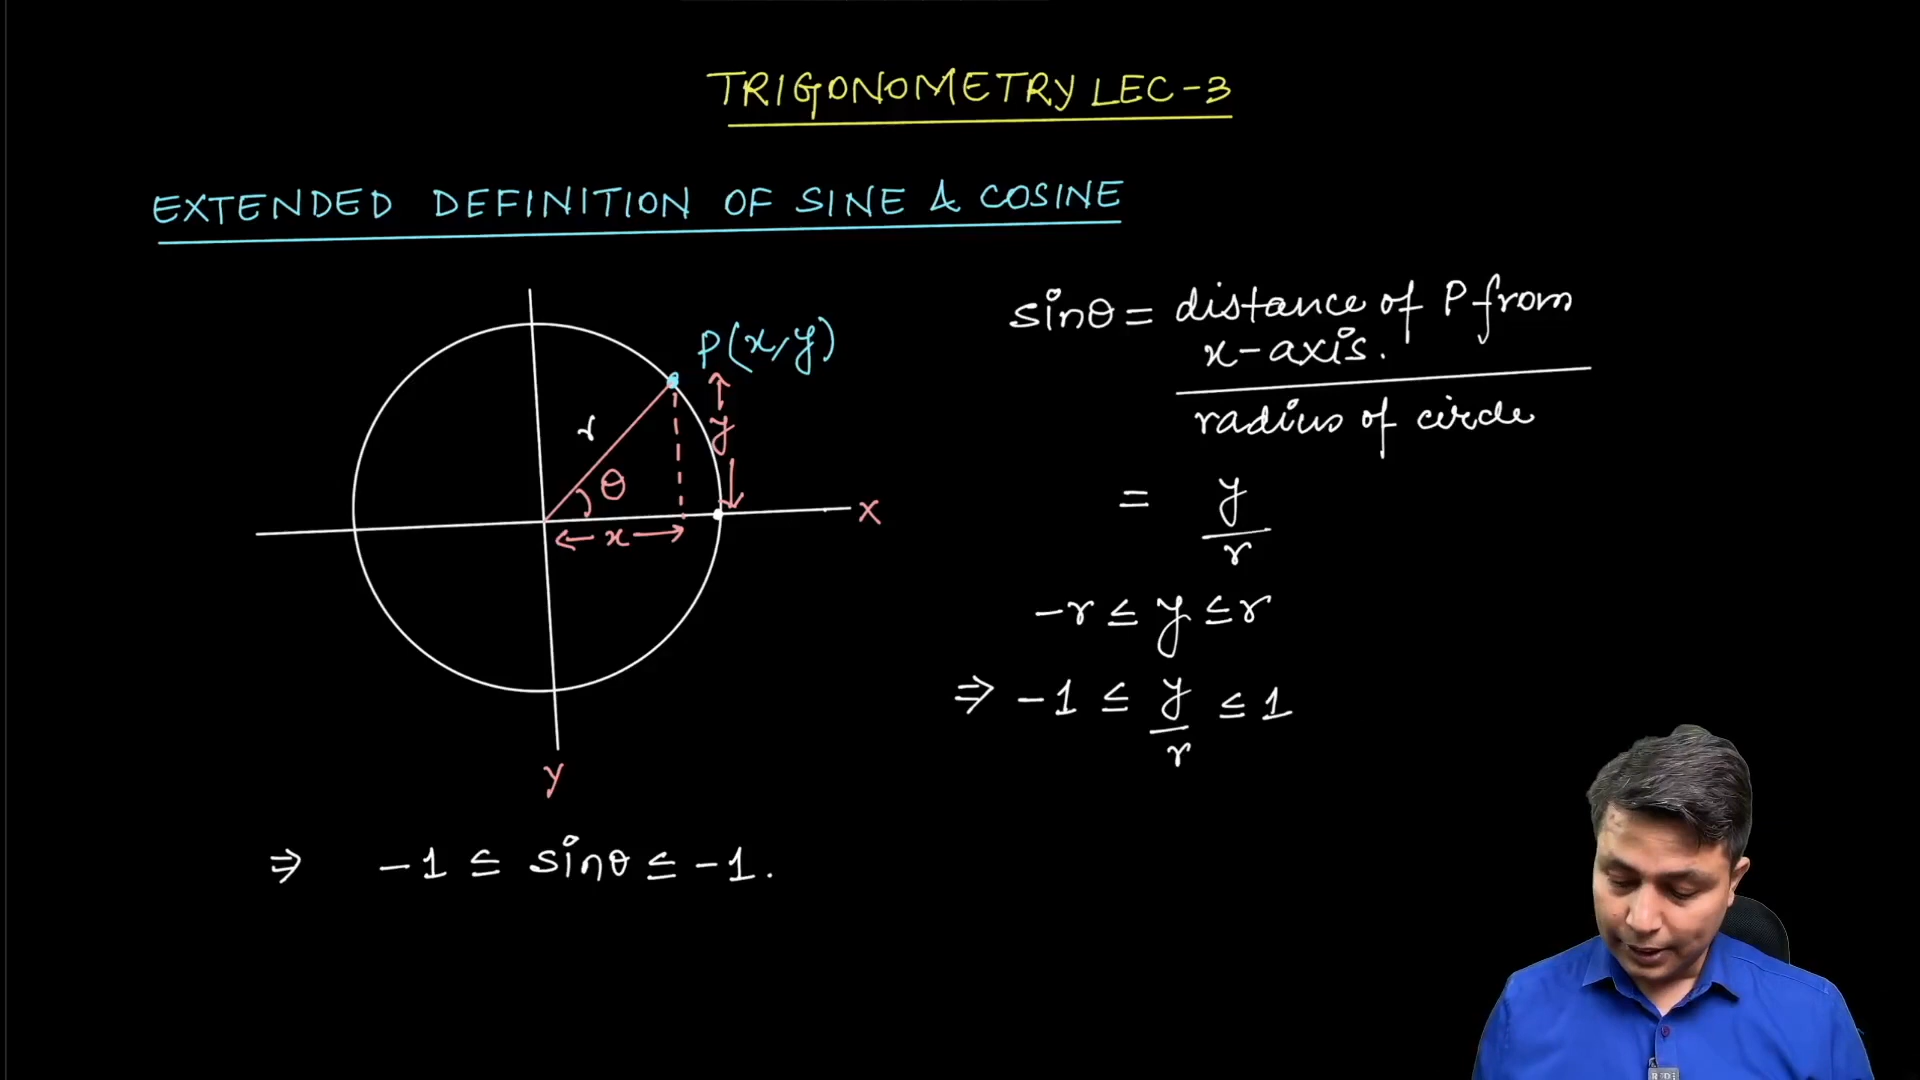 TRIGONOMETRY LEC-3
EXTENDED DEFINITION OF SINE & COSINE
P(x,y)
r
y
θ
x
X
y
sinθ = distance of P from
x-axis.
radius of circle
= y
r
-r ≤ y ≤ r
⇒ -1 ≤ y ≤ 1
r
⇒ -1 ≤ sinθ ≤ -1.